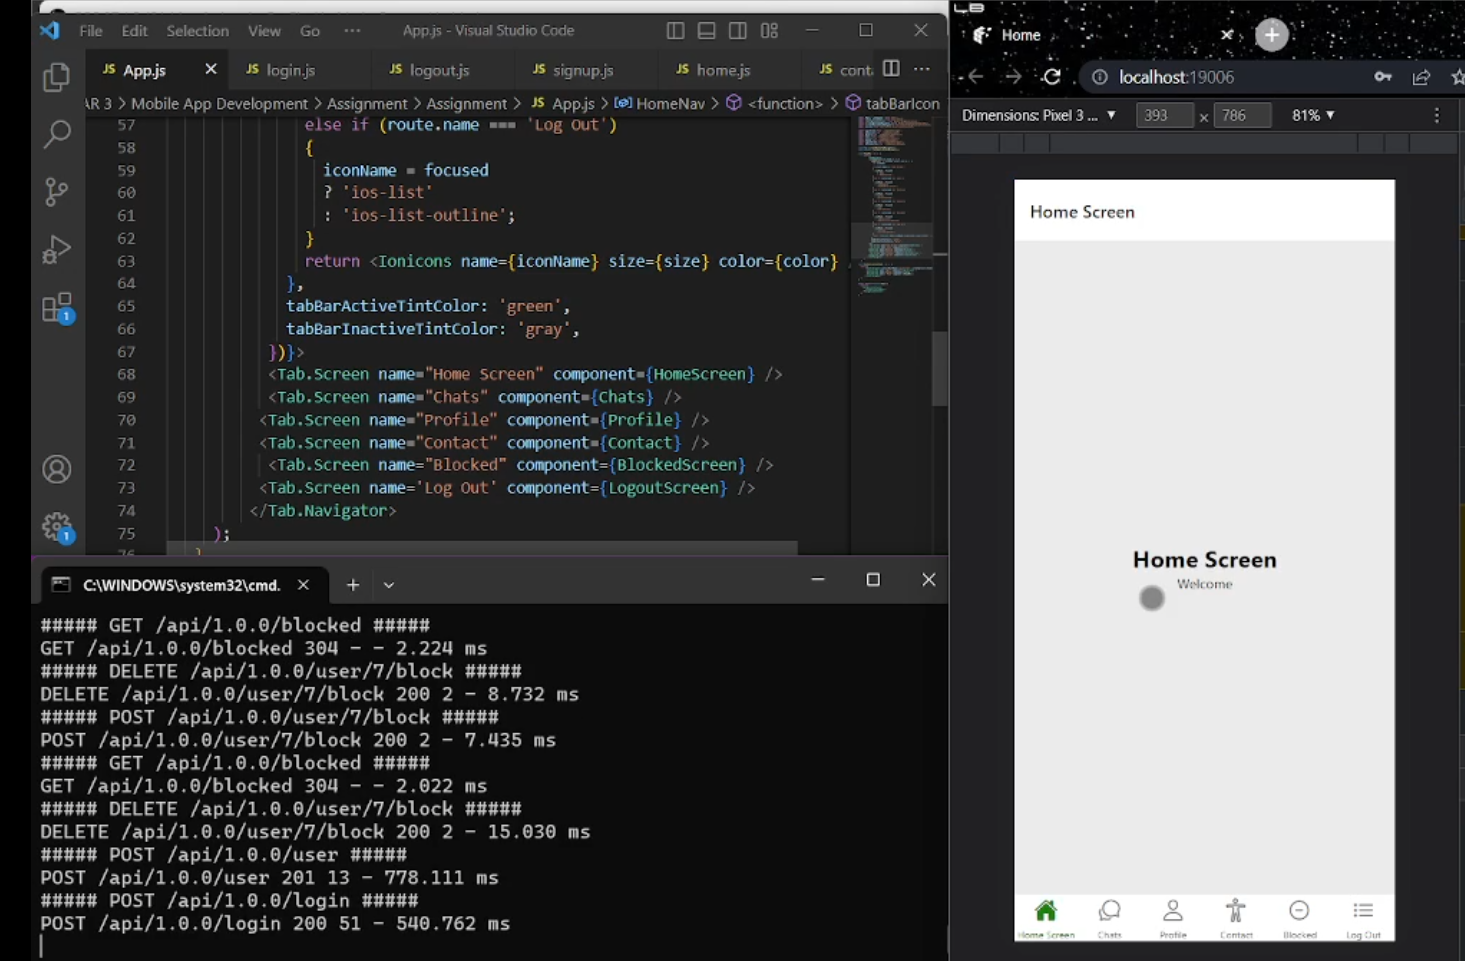 File Edit Selection View Go ··· App.js - Visual Studio Code
JS App.js JS login.js JS logout.js JS signup.js JS home.js JS cont
AR 3 > Mobile App Development > Assignment > Assignment > JS App.js > HomeNav > <function> > tabBarIcon
57 else if (route.name === 'Log Out')
58 {
59 iconName = focused
60 ? 'ios-list'
61 : 'ios-list-outline';
62 }
63 return <Ionicons name={iconName} size={size} color={color}
64 },
65 tabBarActiveTintColor: 'green',
66 tabBarInactiveTintColor: 'gray',
67 })}>
68 <Tab.Screen name="Home Screen" component={HomeScreen} />
69 <Tab.Screen name="Chats" component={Chats} />
70 <Tab.Screen name="Profile" component={Profile} />
71 <Tab.Screen name="Contact" component={Contact} />
72 <Tab.Screen name="Blocked" component={BlockedScreen} />
73 <Tab.Screen name='Log Out' component={LogoutScreen} />
74 </Tab.Navigator>
75 );
76 }
1
1
C:\WINDOWS\system32\cmd.
##### GET /api/1.0.0/blocked #####
GET /api/1.0.0/blocked 304 - - 2.224 ms
##### DELETE /api/1.0.0/user/7/block #####
DELETE /api/1.0.0/user/7/block 200 2 - 8.732 ms
##### POST /api/1.0.0/user/7/block #####
POST /api/1.0.0/user/7/block 200 2 - 7.435 ms
##### GET /api/1.0.0/blocked #####
GET /api/1.0.0/blocked 304 - - 2.022 ms
##### DELETE /api/1.0.0/user/7/block #####
DELETE /api/1.0.0/user/7/block 200 2 - 15.030 ms
##### POST /api/1.0.0/user #####
POST /api/1.0.0/user 201 13 - 778.111 ms
##### POST /api/1.0.0/login #####
POST /api/1.0.0/login 200 51 - 540.762 ms
Home
localhost:19006
Dimensions: Pixel 3 ... 393 × 786 81%
Home Screen
Home Screen
Welcome
Home Screen Chats Profile Contact Blocked Log Out